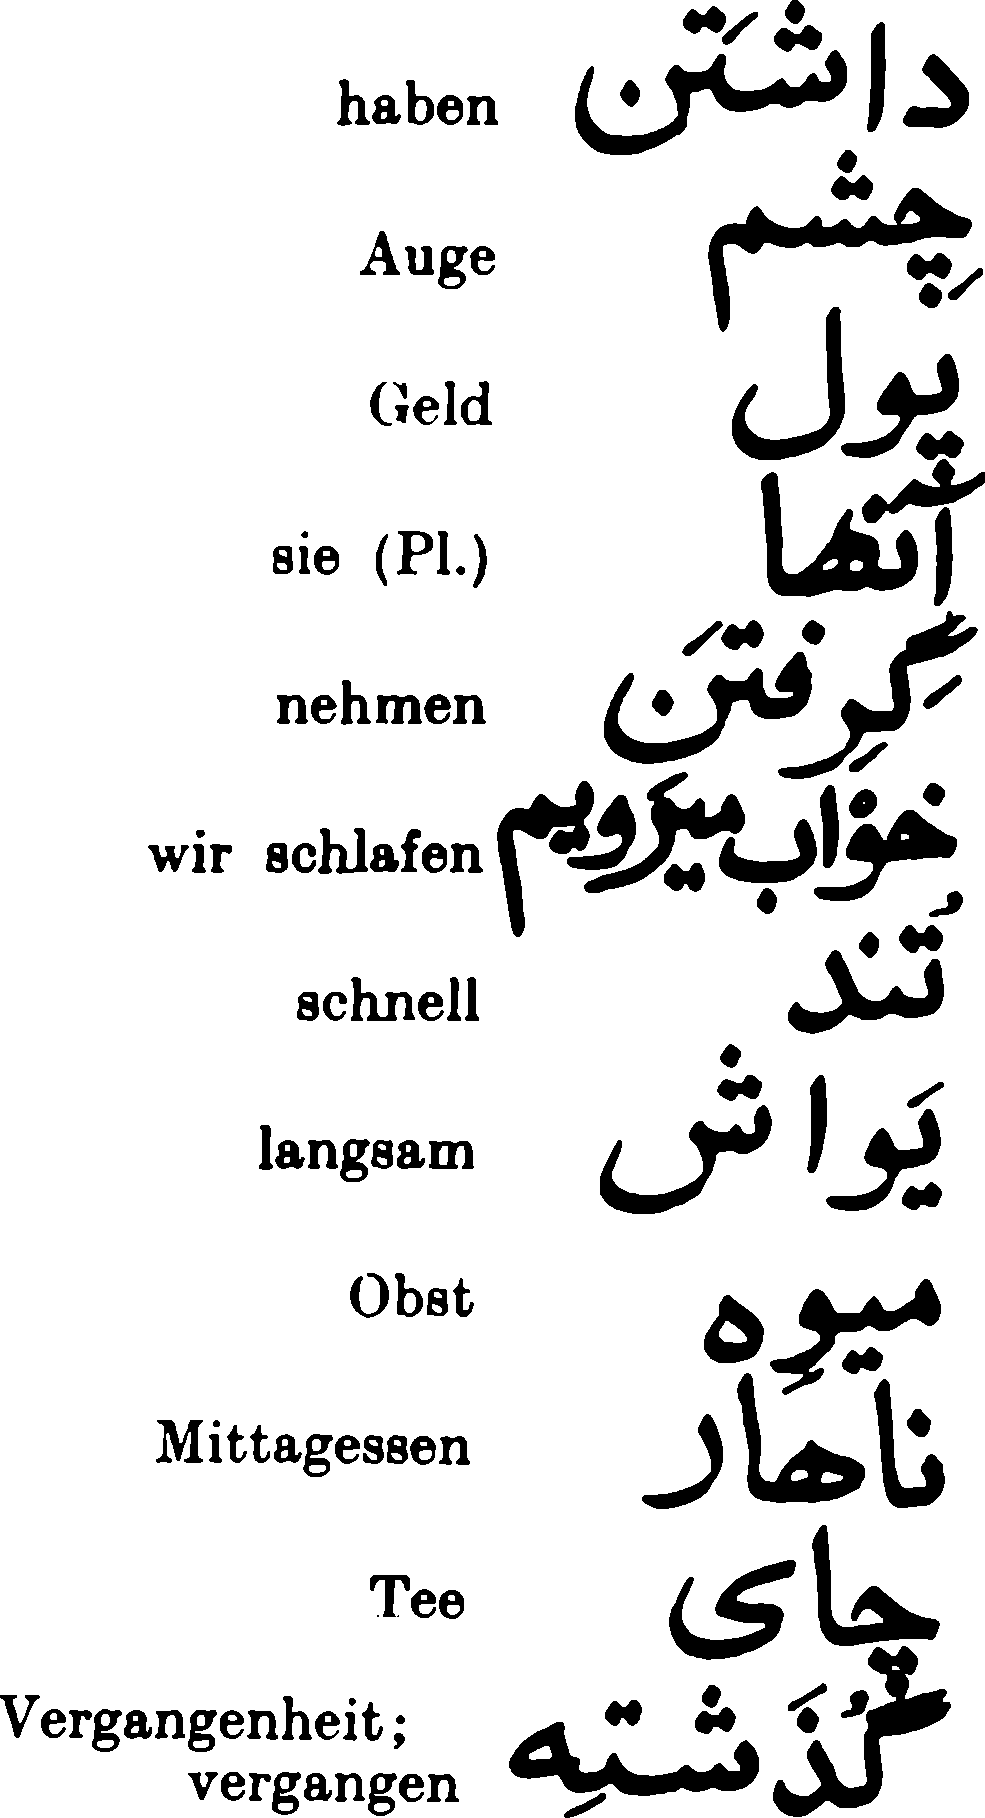 haben داشتَن
Auge چِشم
Geld پول
sie (Pl.) آنها
nehmen گِرِفتَن
wir schlafen خوْاب میرَویم
schnell تُند
langsam یَواش
Obst میوِه
Mittagessen ناهار
Tee چای
Vergangenheit; گُذَشتِه
vergangen